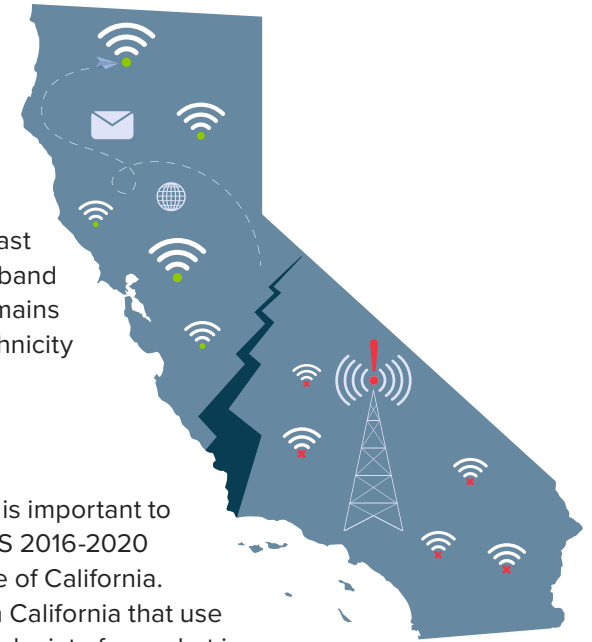 ast
band
mains
hnicity
is important to
S 2016-2020
e of California.
California that use